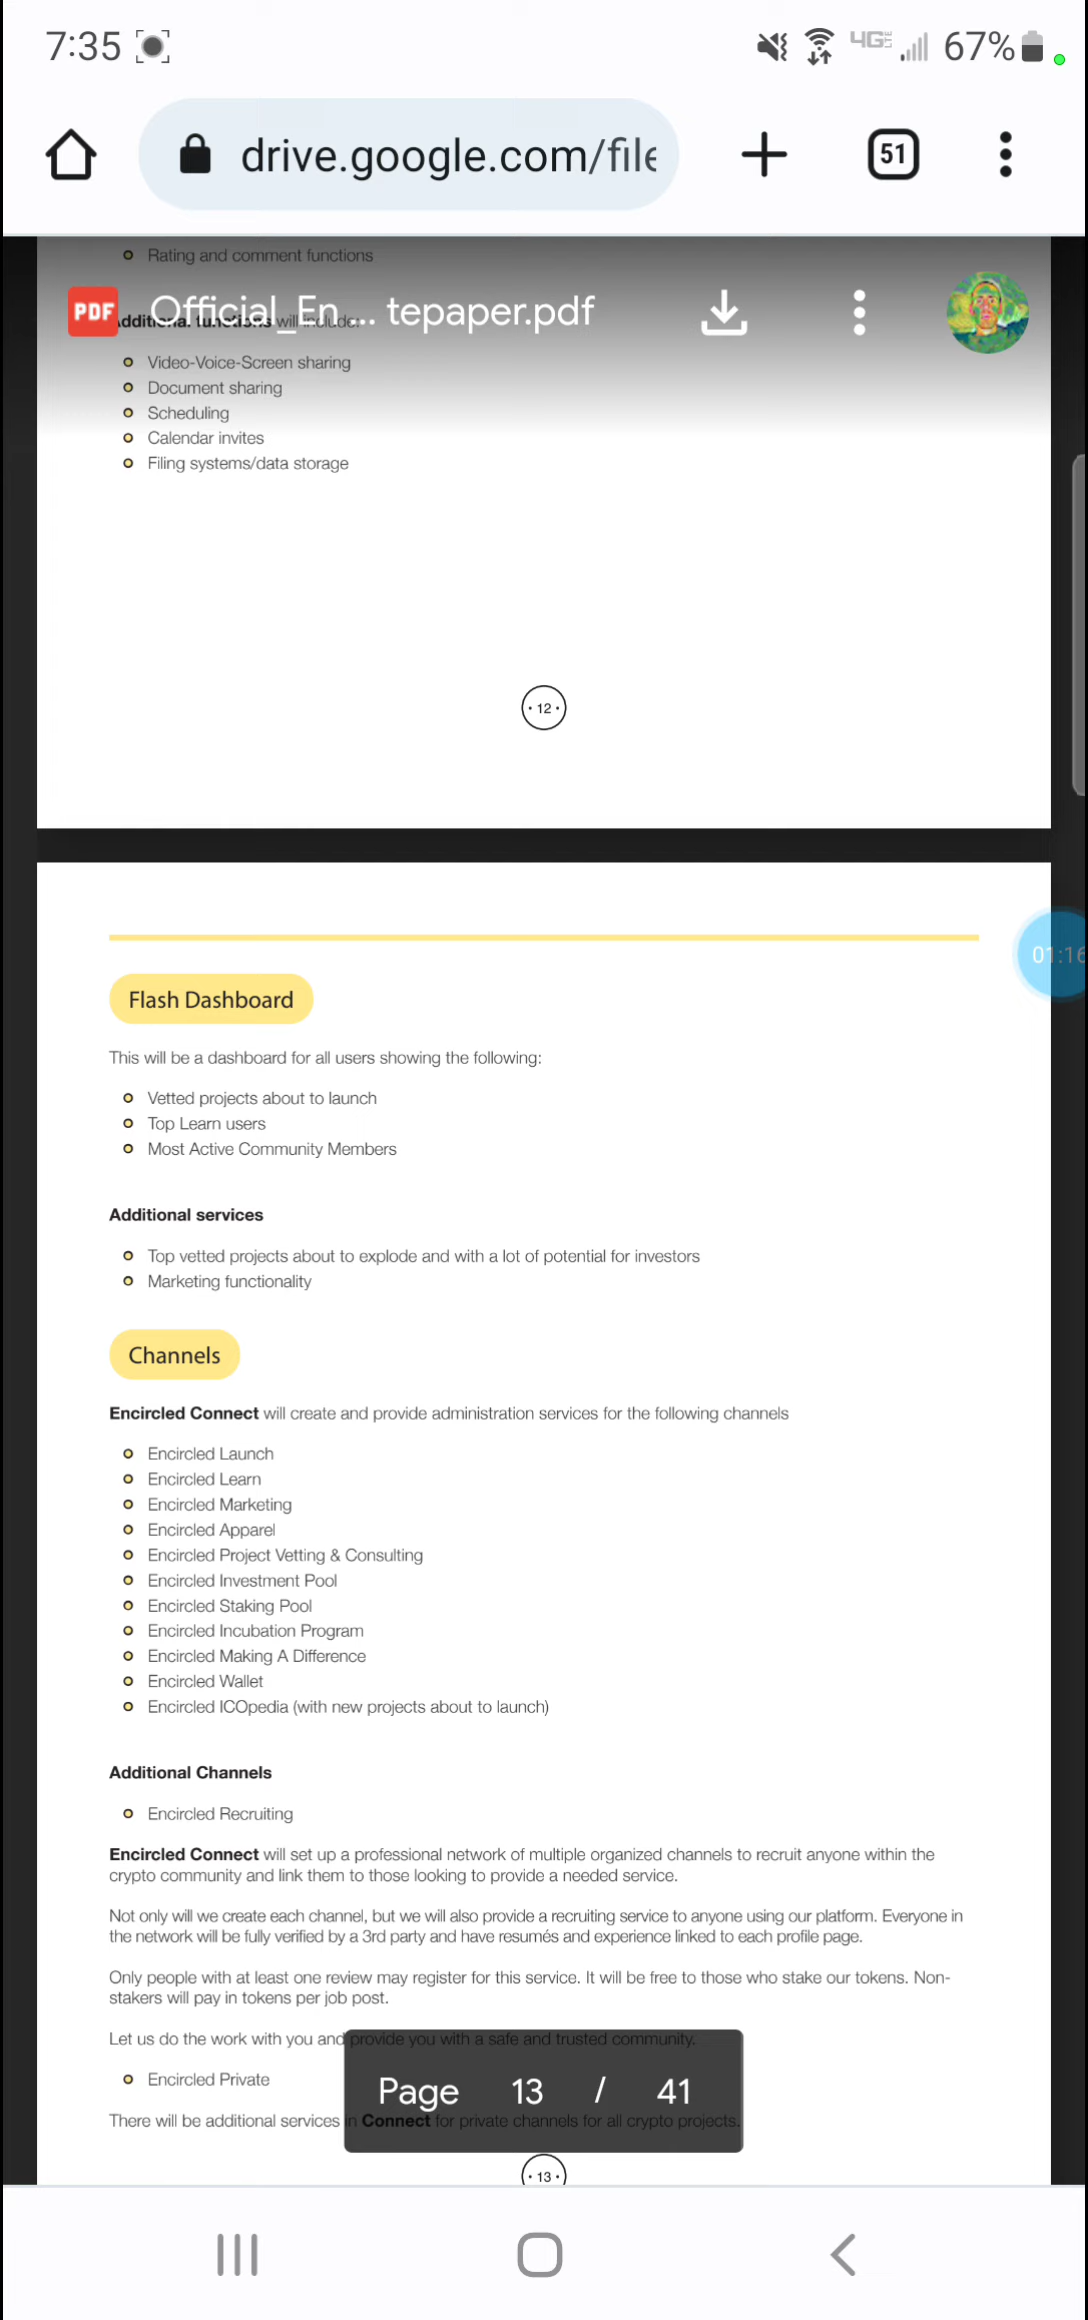 7:35 4G LTE 67%
drive.google.com/file 51
Rating and comment functions
PDF Official_En... tepaper.pdf
Additional functions will include:
Video-Voice-Screen sharing
Document sharing
Scheduling
Calendar invites
Filing systems/data storage
· 12 ·
01:16
Flash Dashboard
This will be a dashboard for all users showing the following:
Vetted projects about to launch
Top Learn users
Most Active Community Members
Additional services
Top vetted projects about to explode and with a lot of potential for investors
Marketing functionality
Channels
Encircled Connect will create and provide administration services for the following channels
Encircled Launch
Encircled Learn
Encircled Marketing
Encircled Apparel
Encircled Project Vetting & Consulting
Encircled Investment Pool
Encircled Staking Pool
Encircled Incubation Program
Encircled Making A Difference
Encircled Wallet
Encircled ICOpedia (with new projects about to launch)
Additional Channels
Encircled Recruiting
Encircled Connect will set up a professional network of multiple organized channels to recruit anyone within the
crypto community and link them to those looking to provide a needed service.
Not only will we create each channel, but we will also provide a recruiting service to anyone using our platform. Everyone in
the network will be fully verified by a 3rd party and have resumés and experience linked to each profile page.
Only people with at least one review may register for this service. It will be free to those who stake our tokens. Non-
stakers will pay in tokens per job post.
Let us do the work with you and provide you with a safe and trusted community.
Encircled Private
Page 13 / 41
There will be additional services in Connect for private channels for all crypto projects.
· 13 ·